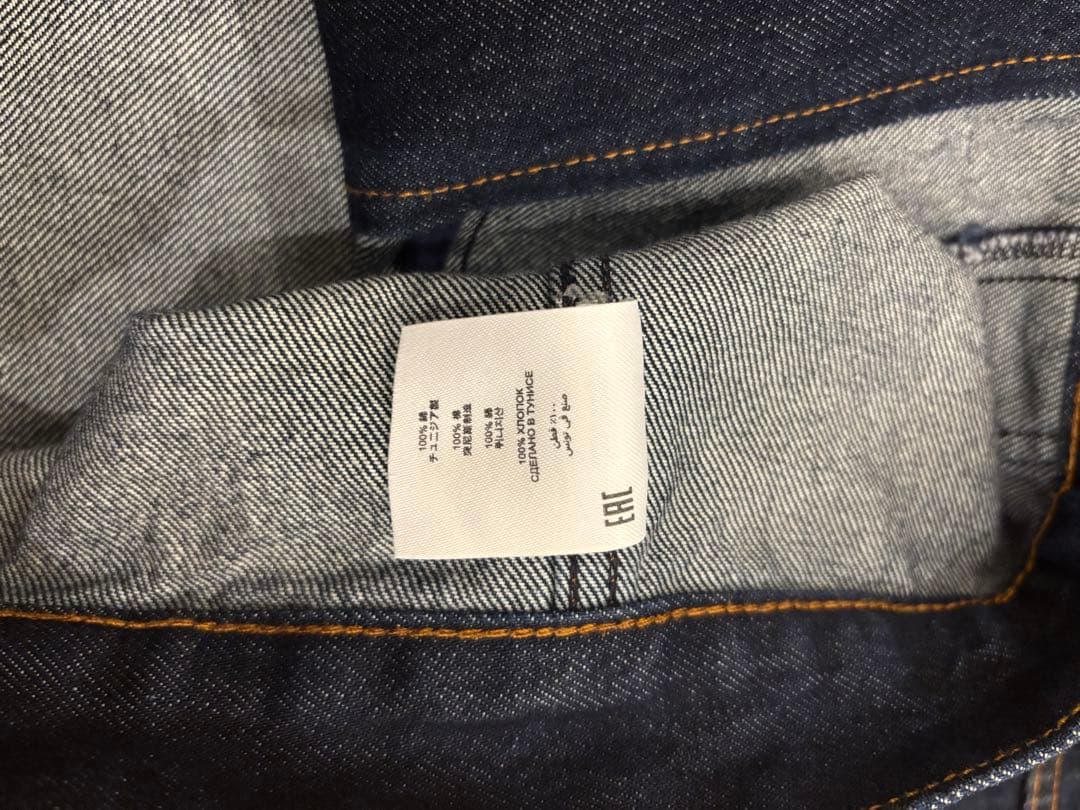 100% 綿
チュニジア製
100% 棉
突尼斯制造
100% 綿
튀니지산
100% ХЛОПОК
СДЕЛАНО В ТУНИСЕ
١٠٠٪ قطن
صنع في تونس
EAC